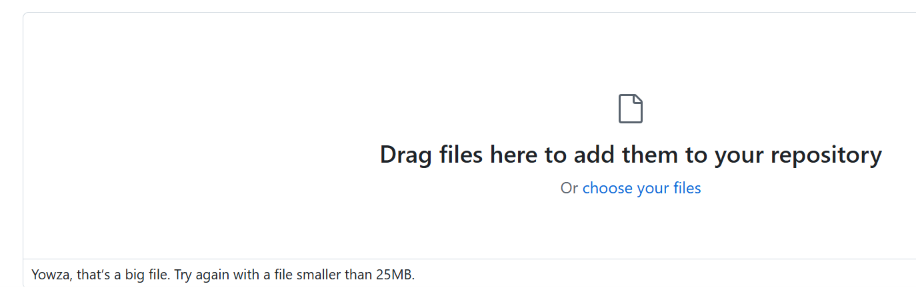 Drag files here to add them to your repository
Or choose your files
Yowza, that's a big file. Try again with a file smaller than 25MB.